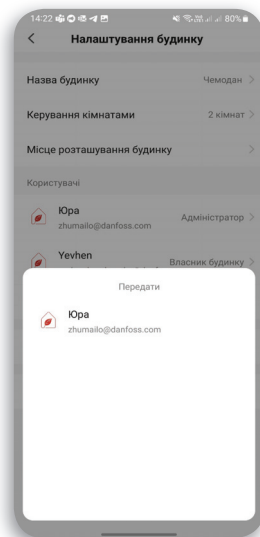 14:22
80%
Налаштування будинку
Назва будинку Чемодан
Керування кімнатами 2 кімнат
Місце розташування будинку
Користувачі
Юра
zhumailo@danfoss.com
Адміністратор
Yevhen
Власник будинку
Передати
Юра
zhumailo@danfoss.com